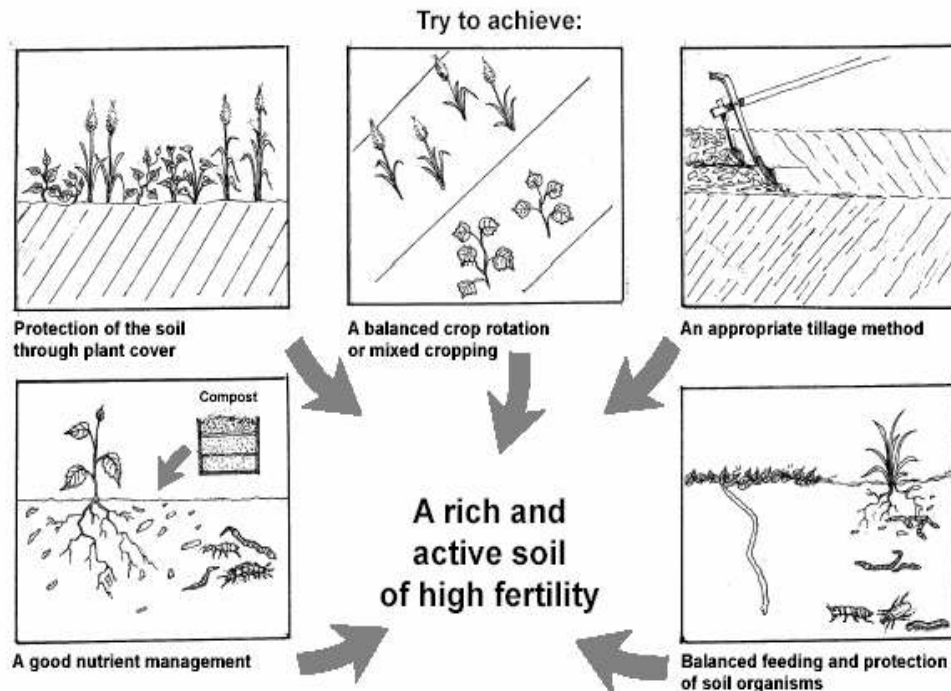 Try to achieve:
Protection of the soil
through plant cover
A balanced crop rotation
or mixed cropping
An appropriate tillage method
Compost
A rich and
active soil
of high fertility
A good nutrient management
Balanced feeding and protection
of soil organisms